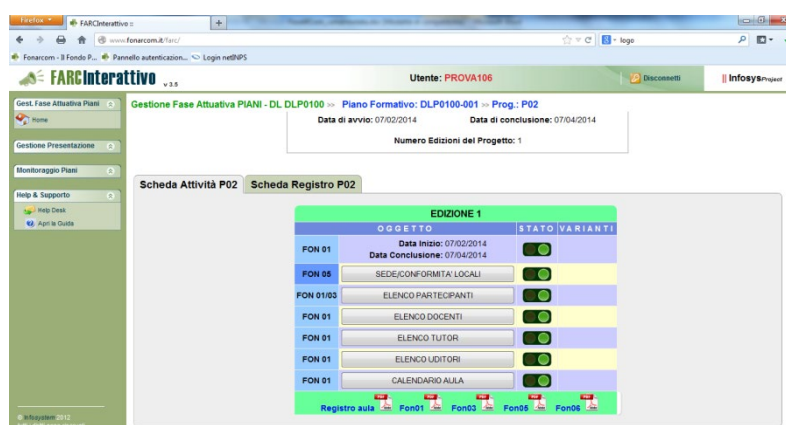 Firefox
FARCInterattivo ::
+
www.fonarcom.it/farc/
logo
Fonarcom - Il Fondo P...
Pannello autenticazion...
Login netINPS
FARCInterattivo v 3.5
Utente: PROVA106
Disconnetti
Infosys Project
Gest. Fase Attuativa Piani
Home
Gestione Presentazione
Monitoraggio Piani
Help & Supporto
Help Desk
Apri la Guida
© Infosystem 2012
Gestione Fase Attuativa PIANI - DL DLP0100 >> Piano Formativo: DLP0100-001 >> Prog.: P02
Data di avvio: 07/02/2014 Data di conclusione: 07/04/2014
Numero Edizioni del Progetto: 1
Scheda Attività P02 Scheda Registro P02
EDIZIONE 1
OGGETTO STATO VARIANTI
FON 01 Data Inizio: 07/02/2014
Data Conclusione: 07/04/2014
FON 05 SEDE/CONFORMITA' LOCALI
FON 01/03 ELENCO PARTECIPANTI
FON 01 ELENCO DOCENTI
FON 01 ELENCO TUTOR
FON 01 ELENCO UDITORI
FON 01 CALENDARIO AULA
Registro aula Fon01 Fon03 Fon05 Fon06